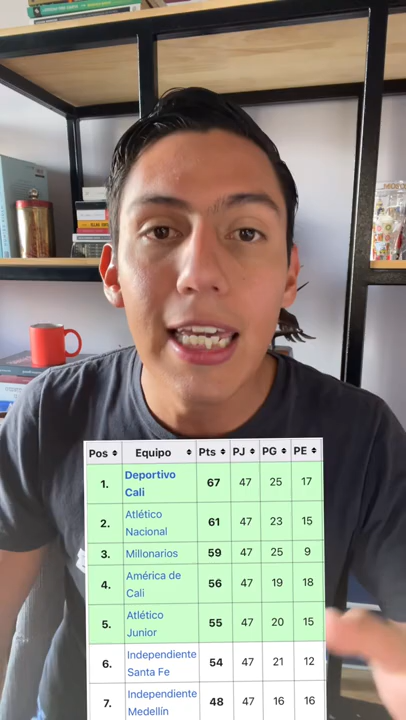 Pos Equipo Pts PJ PG PE
1. Deportivo Cali 67 47 25 17
2. Atlético Nacional 61 47 23 15
3. Millonarios 59 47 25 9
4. América de Cali 56 47 19 18
5. Atlético Junior 55 47 20 15
6. Independiente Santa Fe 54 47 21 12
7. Independiente Medellín 48 47 16 16